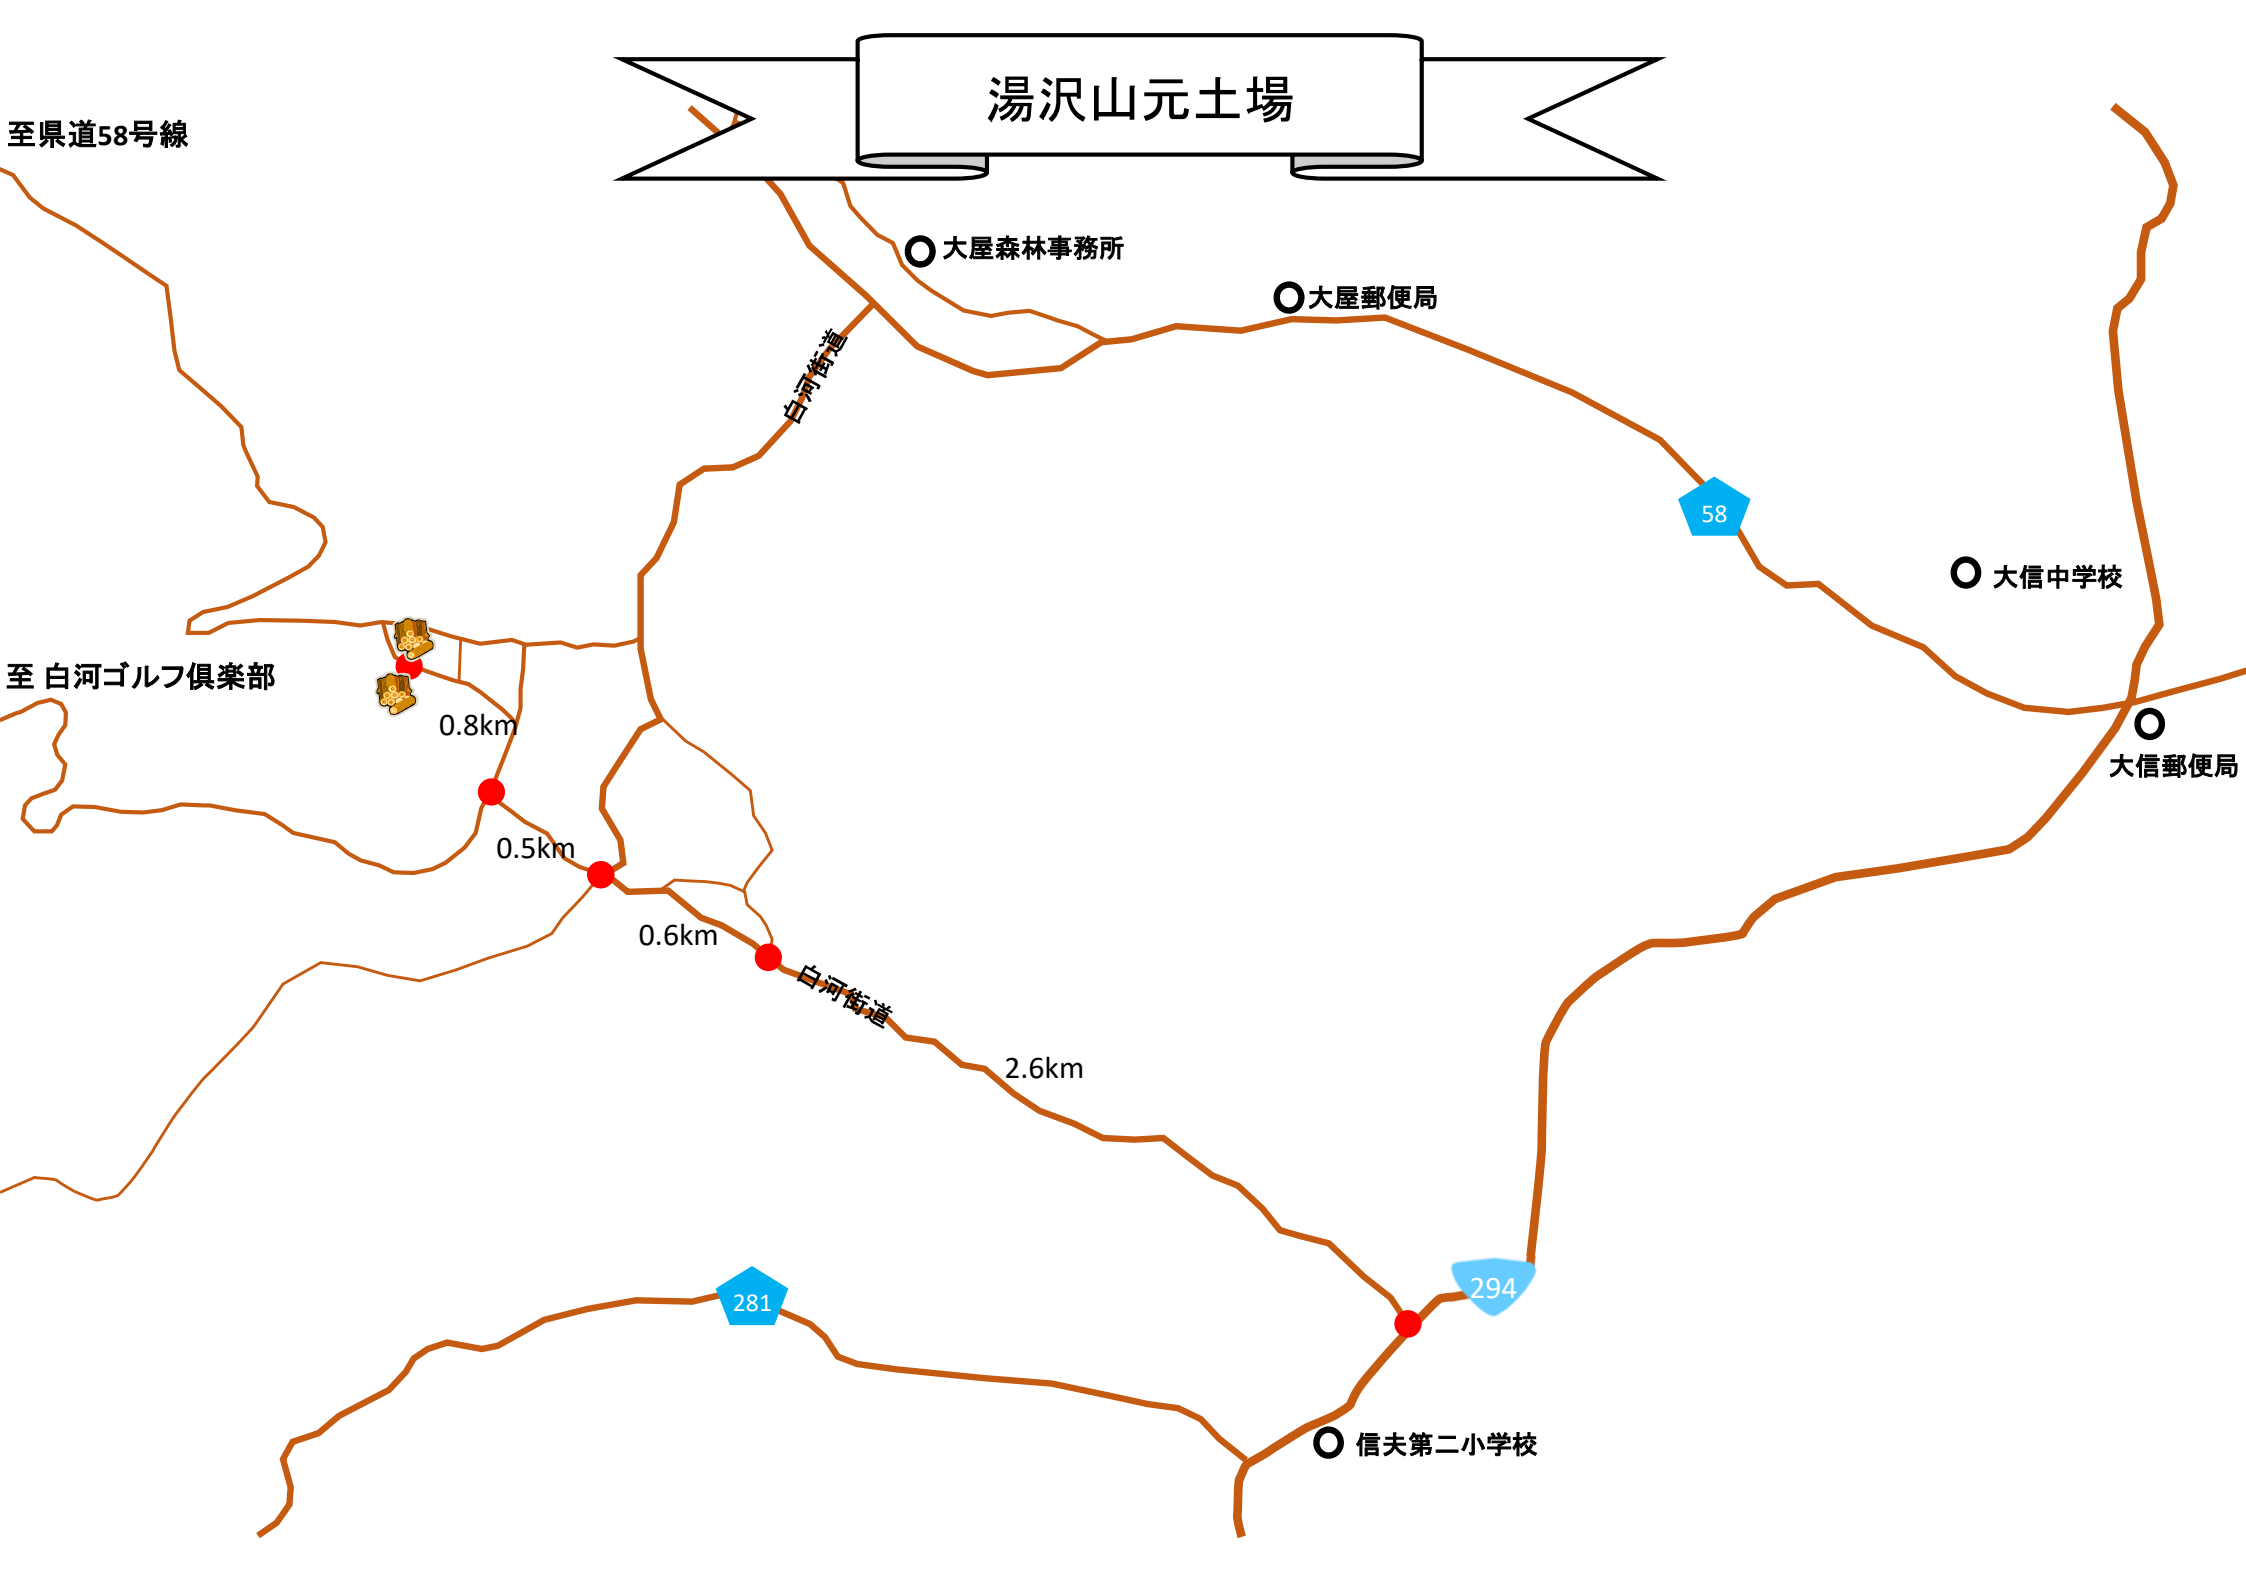 湯沢山元土場
至県道58号線
大屋森林事務所
大屋郵便局
白河街道
58
大信中学校
至 白河ゴルフ倶楽部
0.8km
大信郵便局
0.5km
0.6km
白河街道
2.6km
294
281
信夫第二小学校